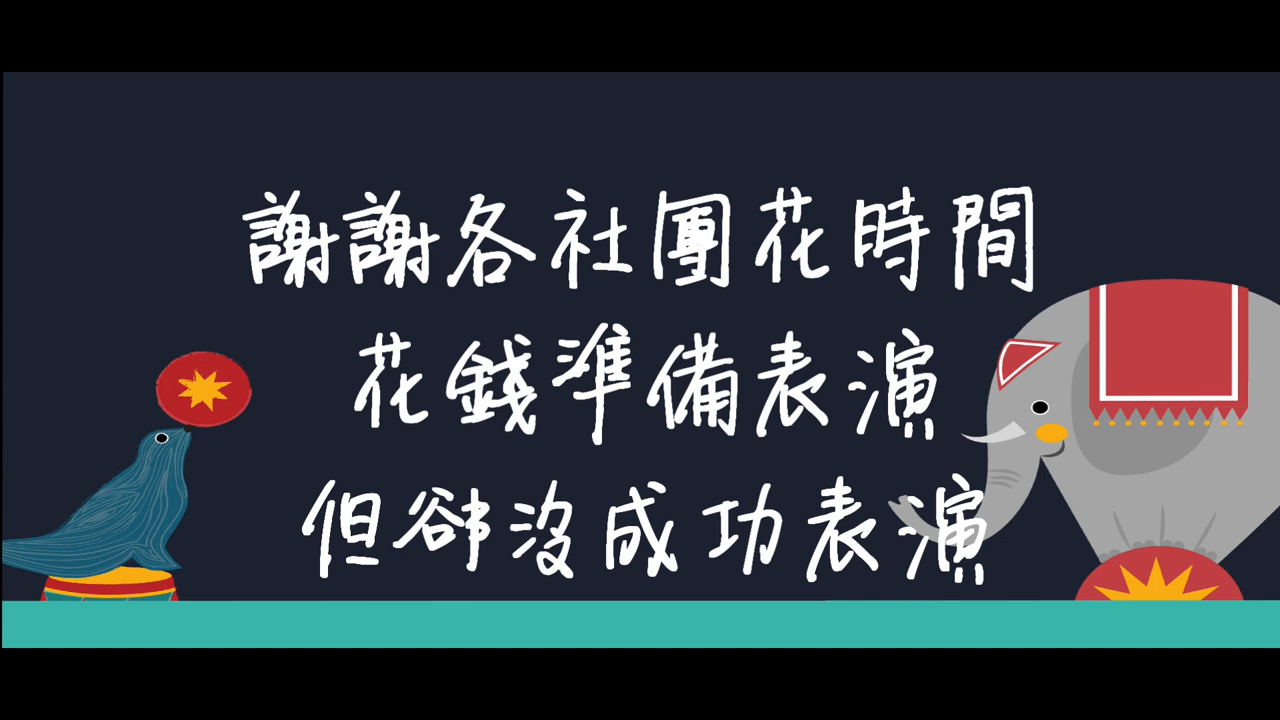 謝謝各社團花時間
花錢準備表演
但卻沒成功表演